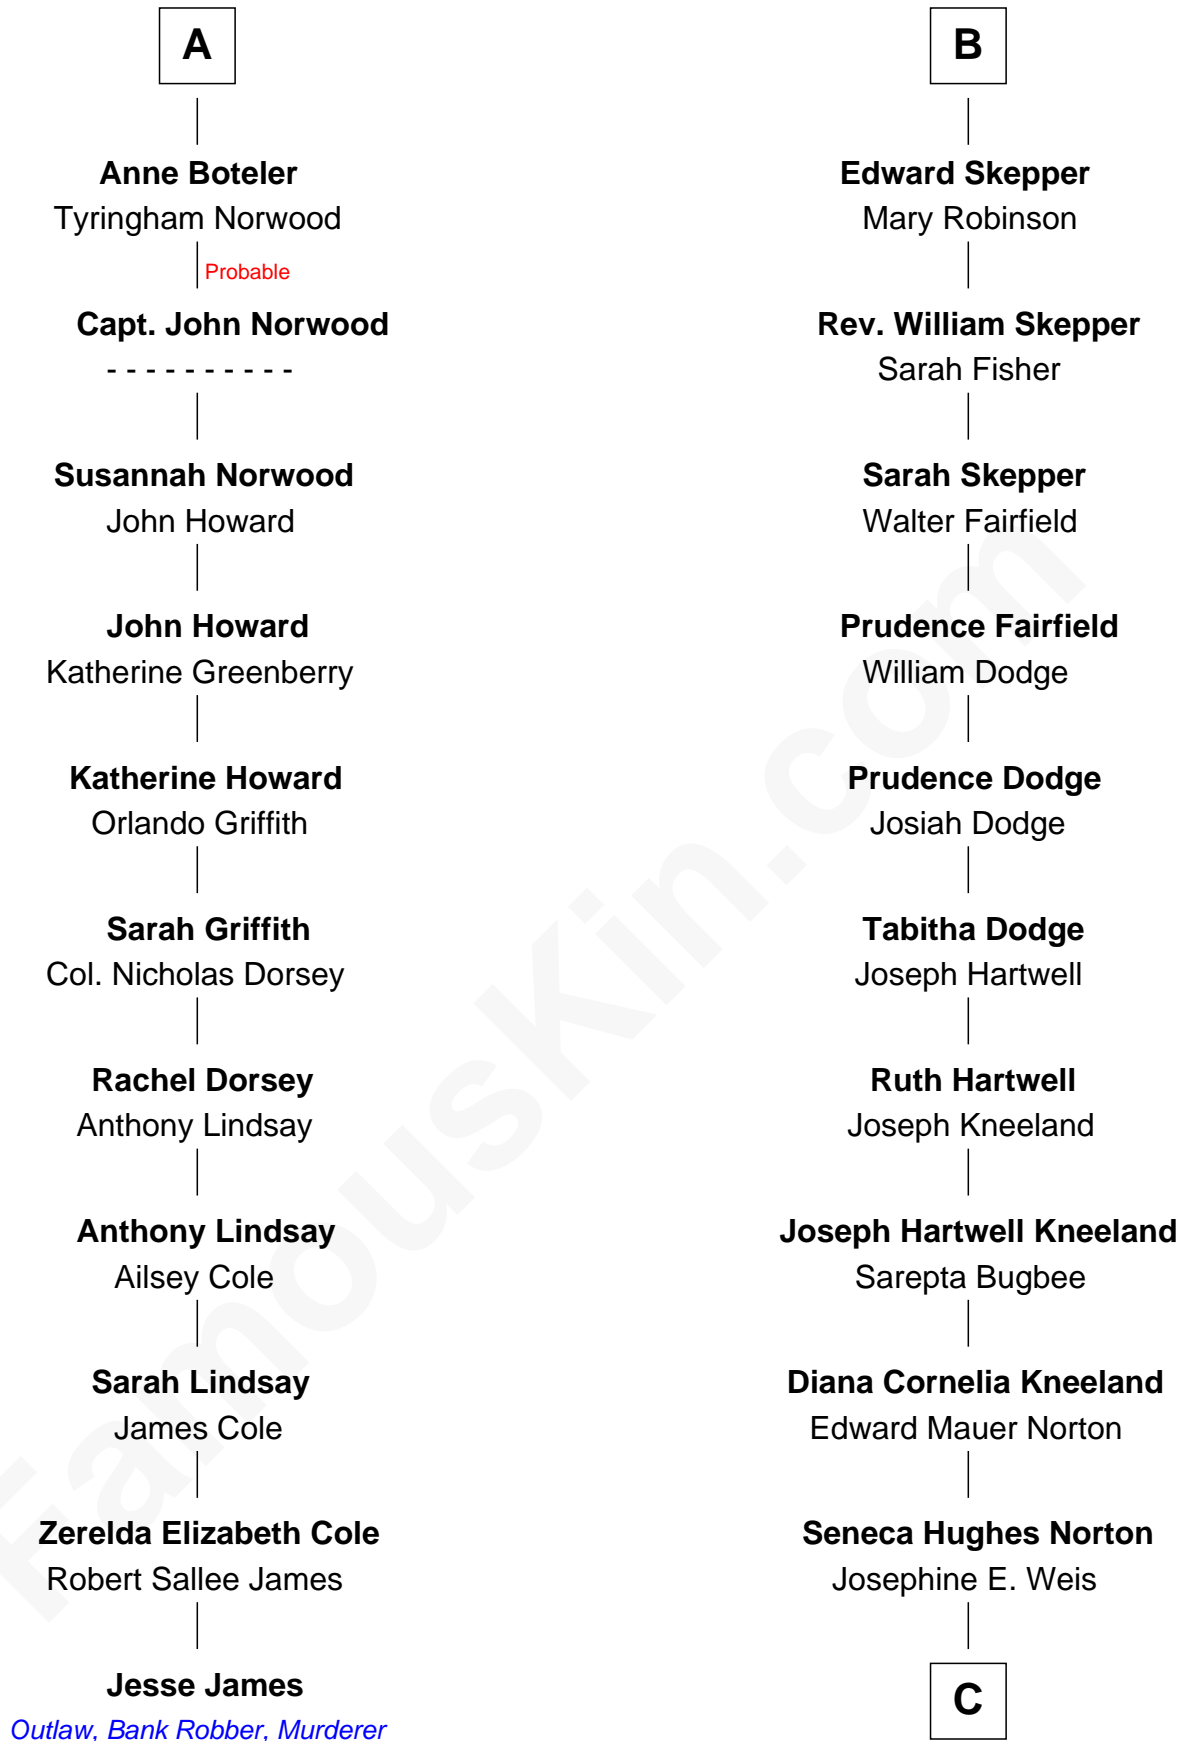 A
Anne Boteler
Tyringham Norwood
Probable
Capt. John Norwood
- - - - - - - - - -
Susannah Norwood
John Howard
John Howard
Katherine Greenberry
Katherine Howard
Orlando Griffith
Sarah Griffith
Col. Nicholas Dorsey
Rachel Dorsey
Anthony Lindsay
Anthony Lindsay
Ailsey Cole
Sarah Lindsay
James Cole
Zerelda Elizabeth Cole
Robert Sallee James
Jesse James
Outlaw, Bank Robber, Murderer
B
Edward Skepper
Mary Robinson
Rev. William Skepper
Sarah Fisher
Sarah Skepper
Walter Fairfield
Prudence Fairfield
William Dodge
Prudence Dodge
Josiah Dodge
Tabitha Dodge
Joseph Hartwell
Ruth Hartwell
Joseph Kneeland
Joseph Hartwell Kneeland
Sarepta Bugbee
Diana Cornelia Kneeland
Edward Mauer Norton
Seneca Hughes Norton
Josephine E. Weis
C
FamousKin.com